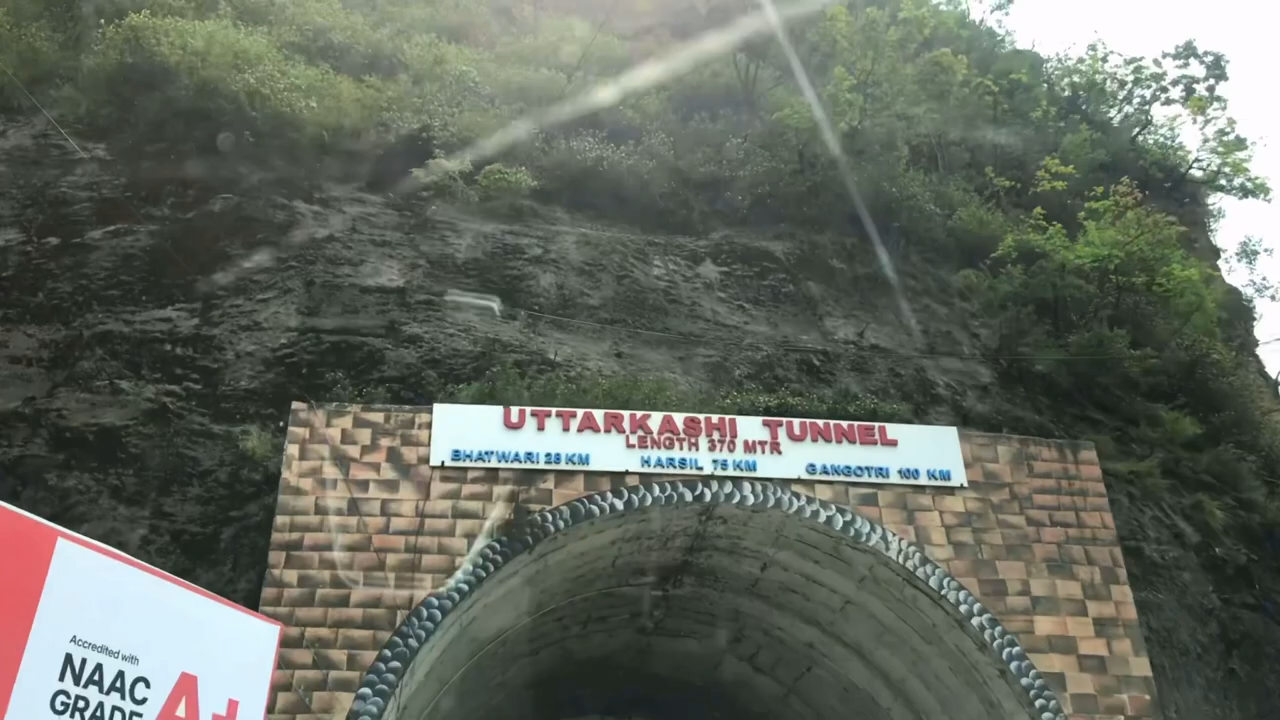 UTTARKASHI TUNNEL
LENGTH 370 MTR
BHATWARI 28 KM HARSIL 75 KM GANGOTRI 100 KM
Accredited with
NAAC
GRADE A+